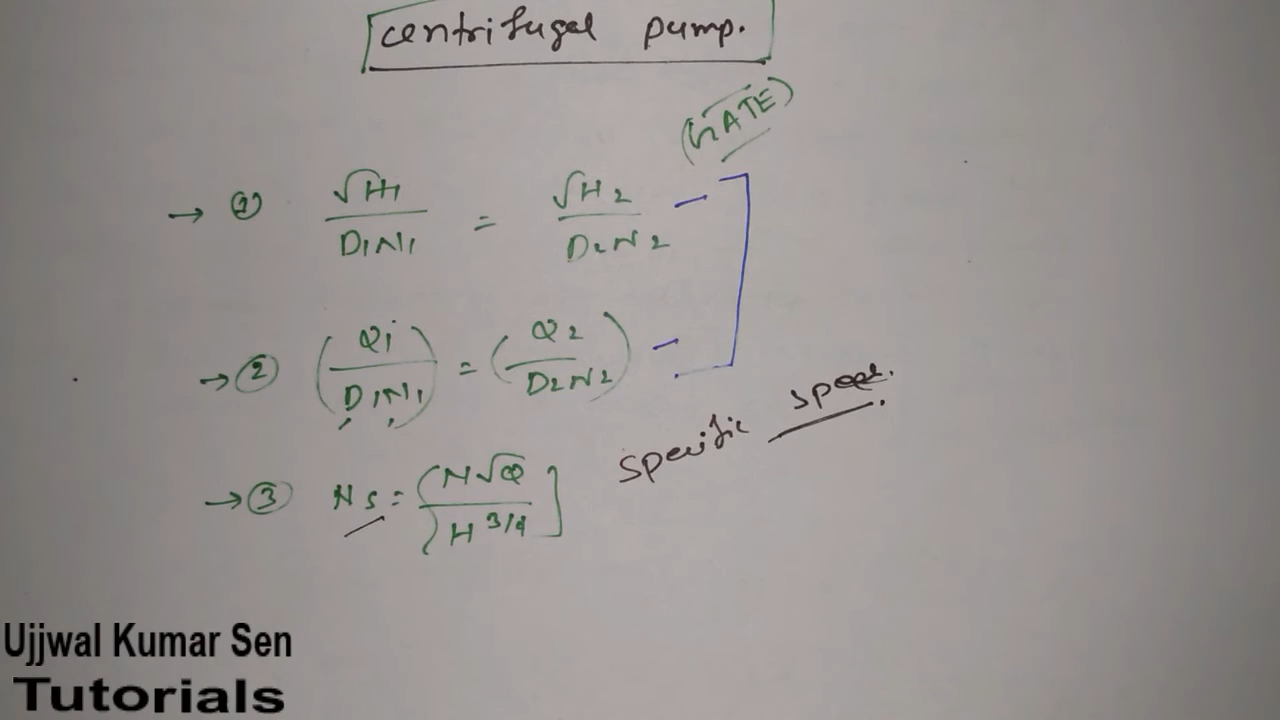 centrifugal pump.
(GATE)
→ ① √H1 / D1N1 = √H2 / D2N2
→ ② (Q1 / D1N1) = (Q2 / D2N2)
specific speed.
→ ③ Ns = [N√Q / H^3/4]
Ujjwal Kumar Sen
Tutorials